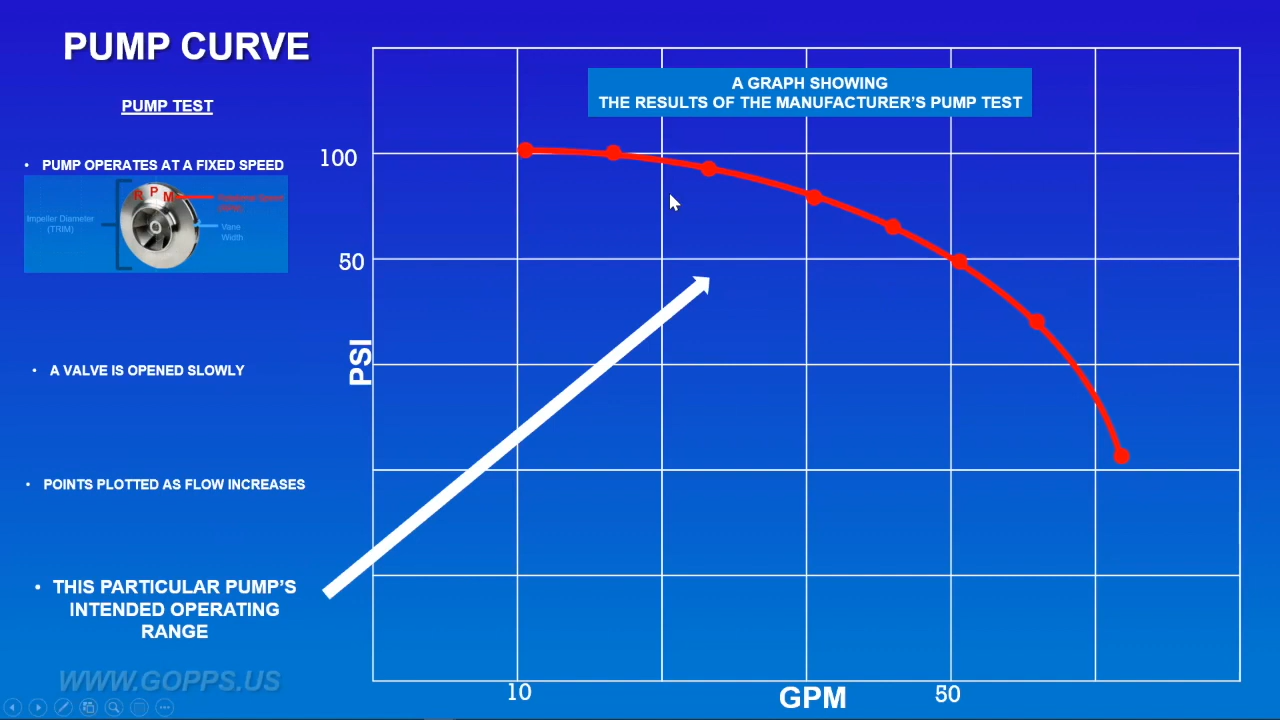 PUMP CURVE
PUMP TEST
• PUMP OPERATES AT A FIXED SPEED
R P M
Impeller Diameter
(TRIM)
Vane
Width
• A VALVE IS OPENED SLOWLY
• POINTS PLOTTED AS FLOW INCREASES
• THIS PARTICULAR PUMP'S
INTENDED OPERATING
RANGE
WWW.GOPPS.US
A GRAPH SHOWING
THE RESULTS OF THE MANUFACTURER'S PUMP TEST
100
50
PSI
10
GPM
50